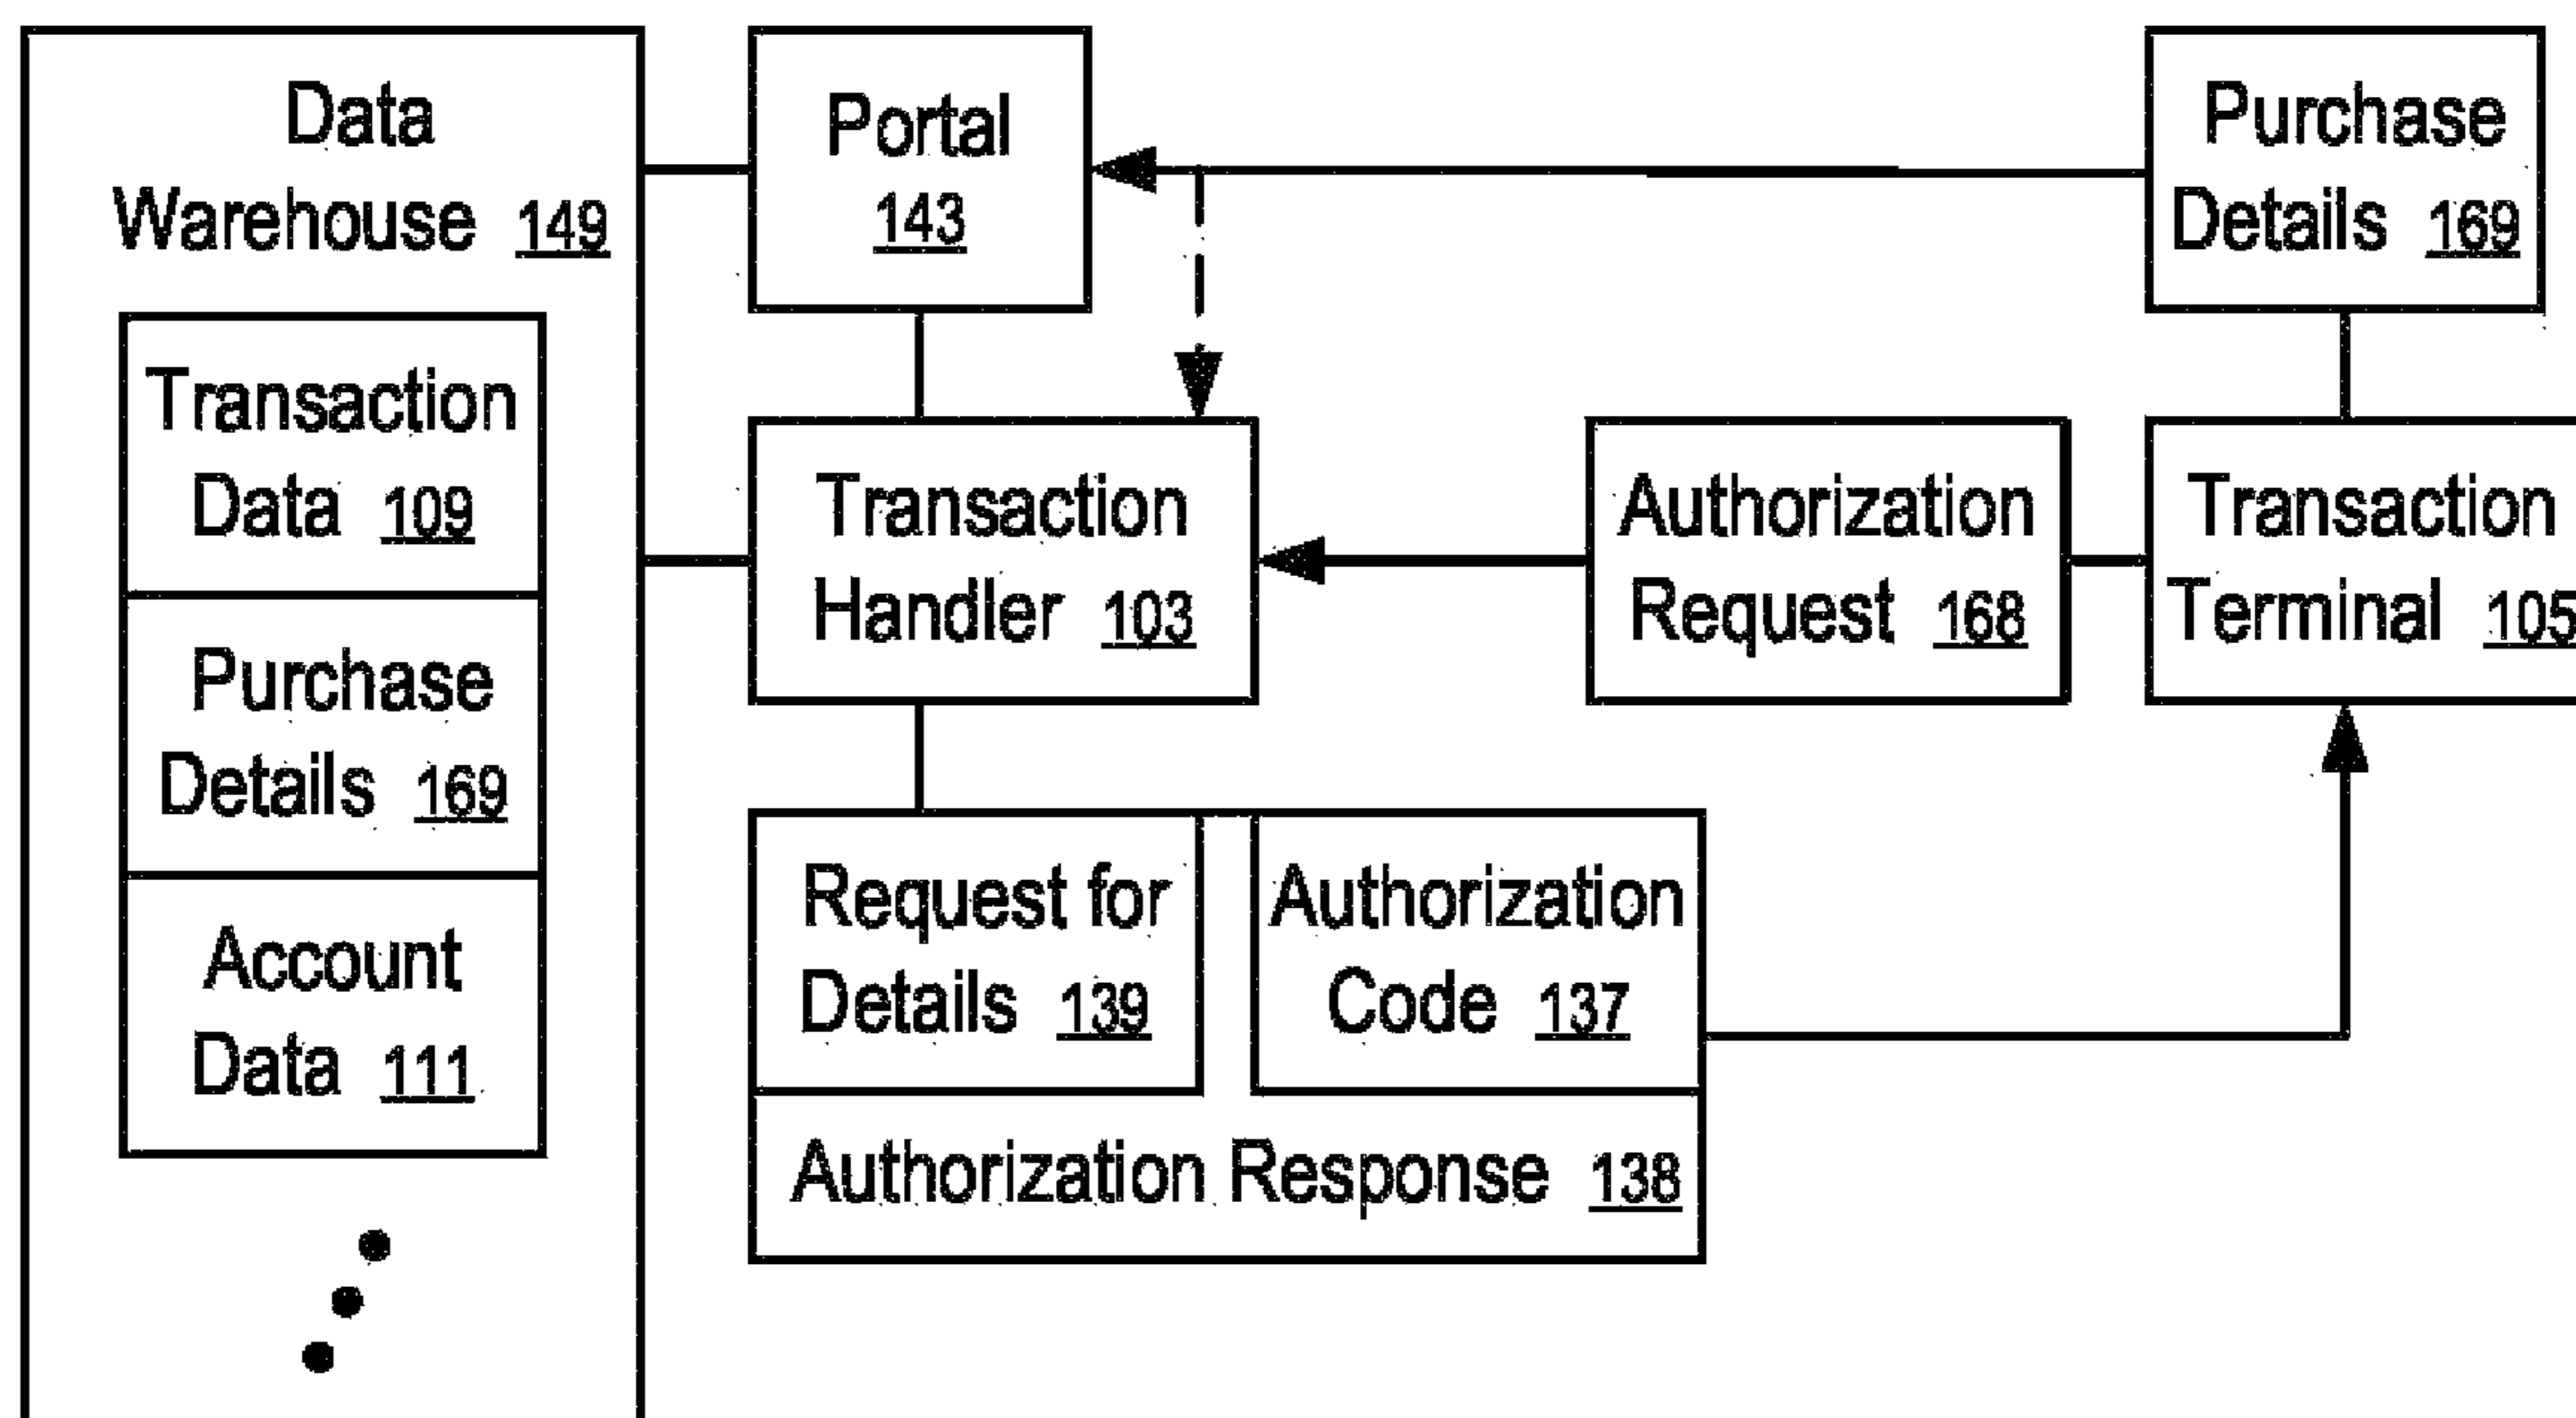 Data
Warehouse 149
Transaction
Data 109
Purchase
Details 169
Account
Data 111
Portal
143
Purchase
Details 169
Transaction
Handler 103
Authorization
Request 168
Transaction
Terminal 105
Request for
Details 139
Authorization
Code 137
Authorization Response 138